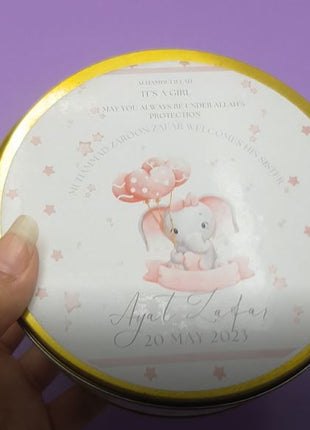 ALHAMDULILLAH
IT'S A GIRL
MAY YOU ALWAYS BE UNDER ALLAH'S
PROTECTION
MUHAMMAD ZAROON ZAFAR WELCOMES HIS SISTER
Ayat Zafar
20 MAY 2023